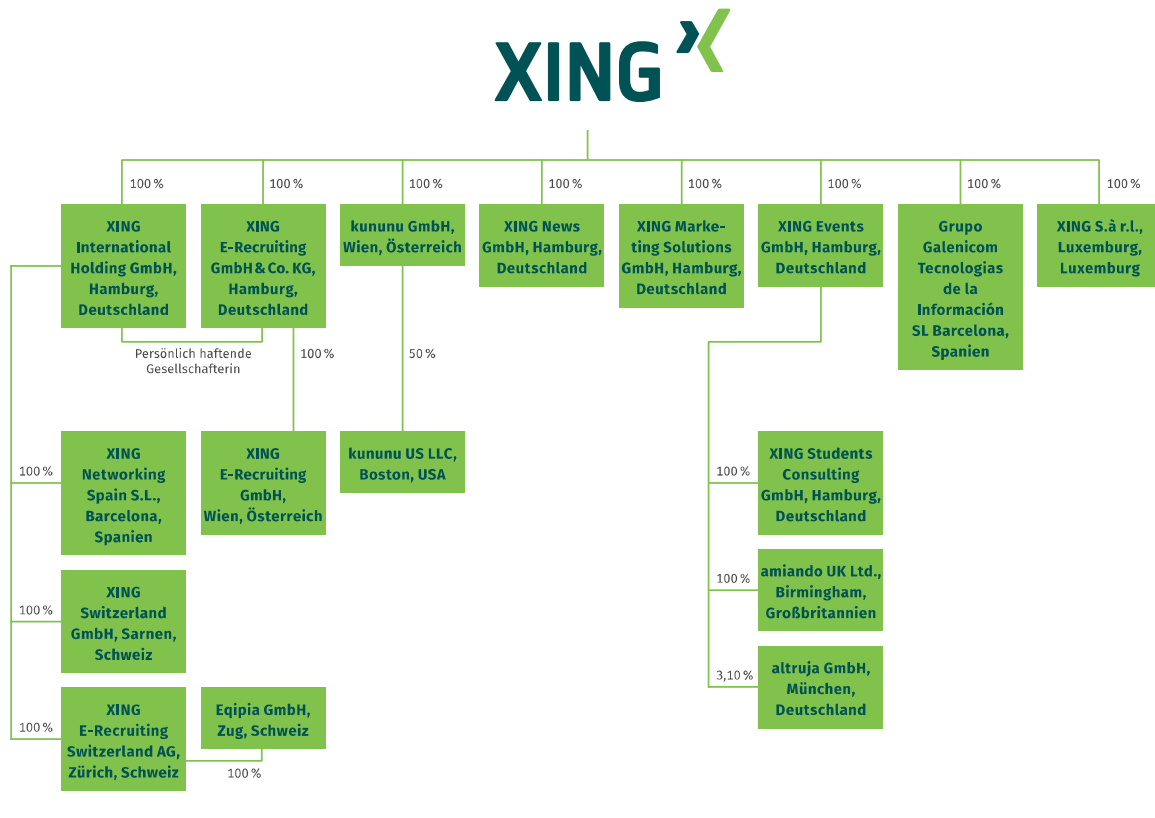 XING
100 %
100 %
100 %
100 %
100 %
100 %
100 %
100 %
XING
International
Holding GmbH,
Hamburg,
Deutschland
XING
E-Recruiting
GmbH & Co. KG,
Hamburg,
Deutschland
kununu GmbH,
Wien, Österreich
XING News
GmbH, Hamburg,
Deutschland
XING Marke-
ting Solutions
GmbH, Hamburg,
Deutschland
XING Events
GmbH, Hamburg,
Deutschland
Grupo
Galenicom
Tecnologias
de la
Información
SL Barcelona,
Spanien
XING S.à r.l.,
Luxemburg,
Luxemburg
Persönlich haftende
Gesellschafterin
100 %
50 %
100 %
XING
Networking
Spain S.L.,
Barcelona,
Spanien
XING
E-Recruiting
GmbH,
Wien, Österreich
kununu US LLC,
Boston, USA
100 %
XING Students
Consulting
GmbH, Hamburg,
Deutschland
100 %
XING
Switzerland
GmbH, Sarnen,
Schweiz
100 %
amiando UK Ltd.,
Birmingham,
Großbritannien
3,10 %
altruja GmbH,
München,
Deutschland
100 %
XING
E-Recruiting
Switzerland AG,
Zürich, Schweiz
Eqipia GmbH,
Zug, Schweiz
100 %